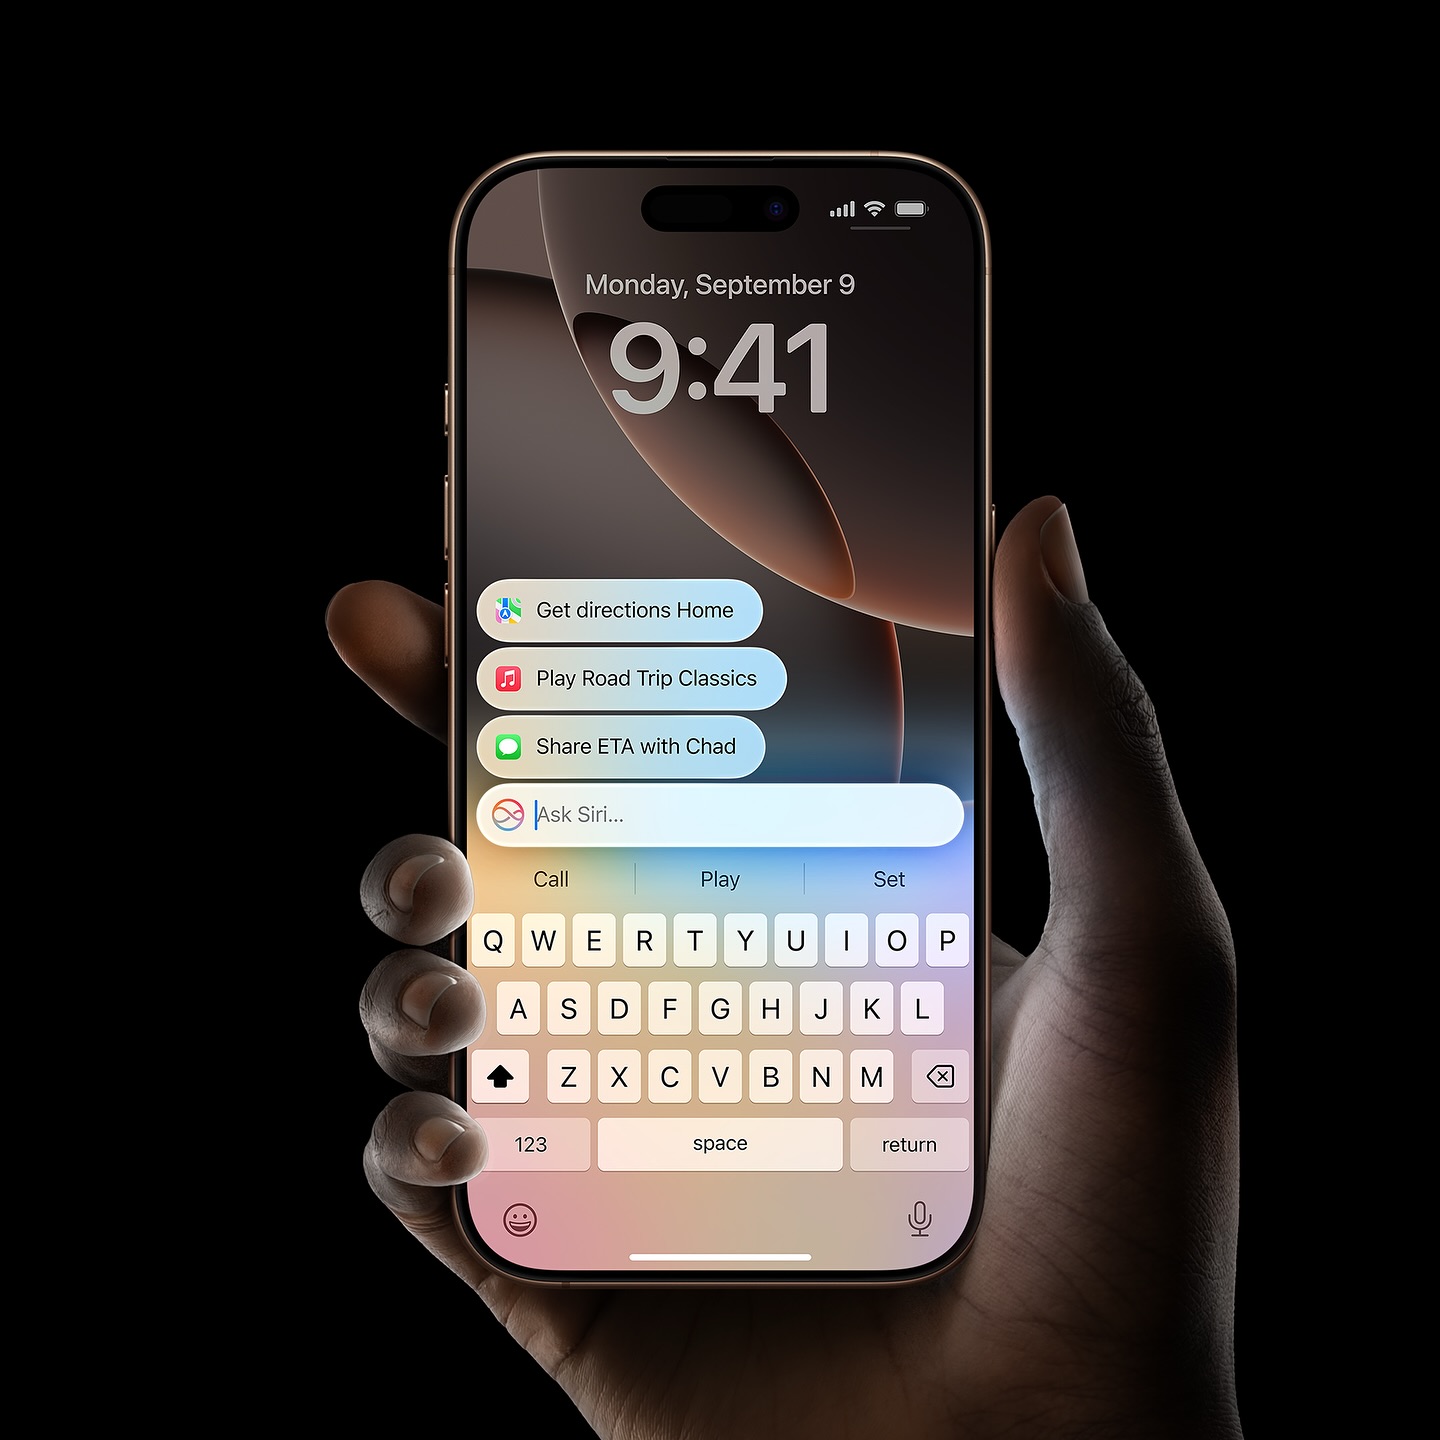 Monday, September 9
9:41
Get directions Home
Play Road Trip Classics
Share ETA with Chad
Ask Siri...
Call Play Set
Q W E R T Y U I O P
A S D F G H J K L
Z X C V B N M
123 space return